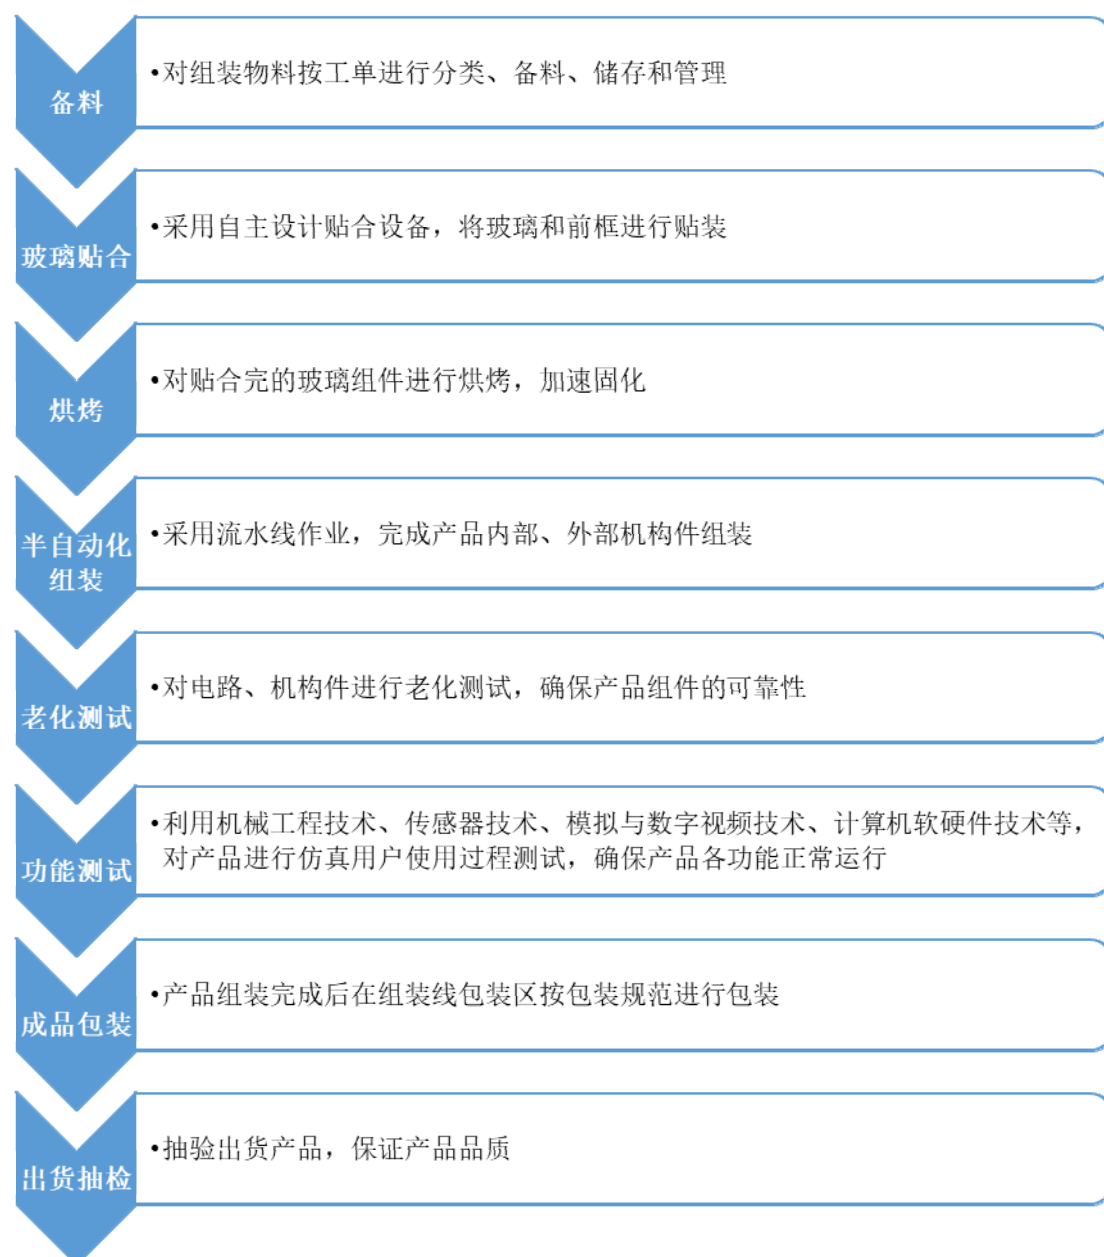 备料
•对组装物料按工单进行分类、备料、储存和管理
玻璃贴合
•采用自主设计贴合设备，将玻璃和前框进行贴装
烘烤
•对贴合完的玻璃组件进行烘烤，加速固化
半自动化
组装
•采用流水线作业，完成产品内部、外部机构件组装
老化测试
•对电路、机构件进行老化测试，确保产品组件的可靠性
功能测试
•利用机械工程技术、传感器技术、模拟与数字视频技术、计算机软硬件技术等，
对产品进行仿真用户使用过程测试，确保产品各功能正常运行
成品包装
•产品组装完成后在组装线包装区按包装规范进行包装
出货抽检
•抽验出货产品，保证产品品质